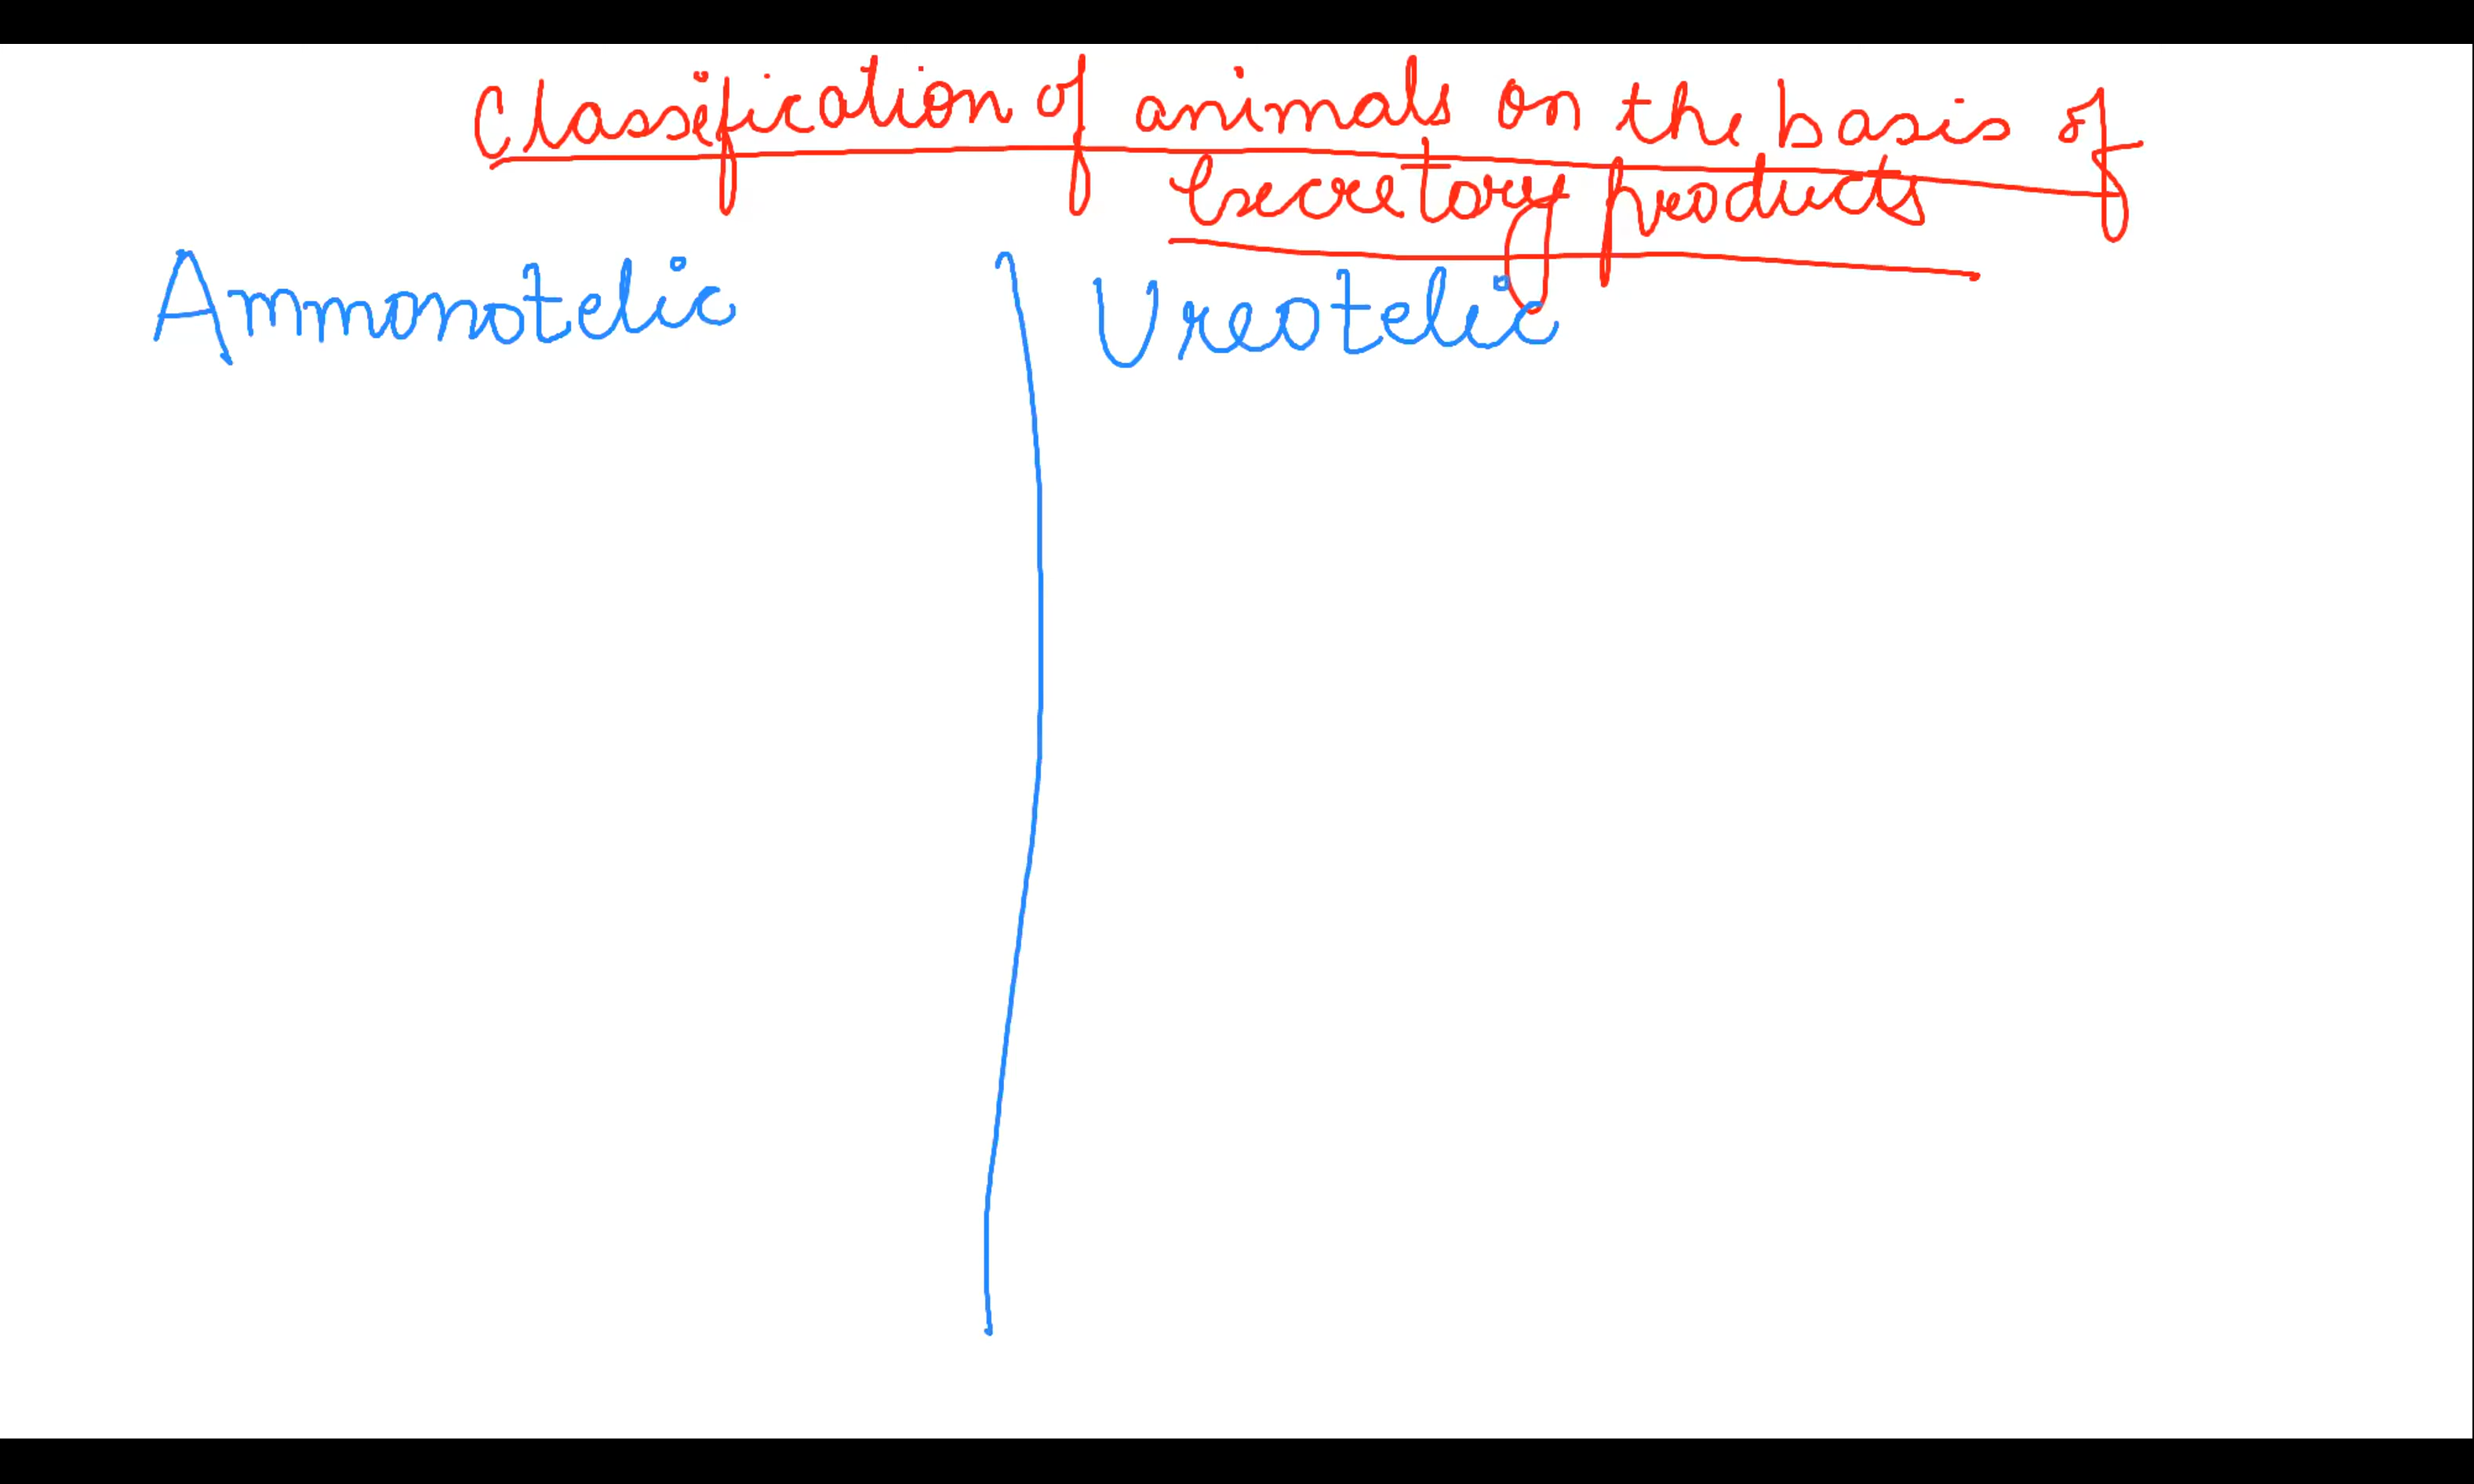 Classification of animals on the basis of
Excretory products
Ammonotelic
Ureotelic